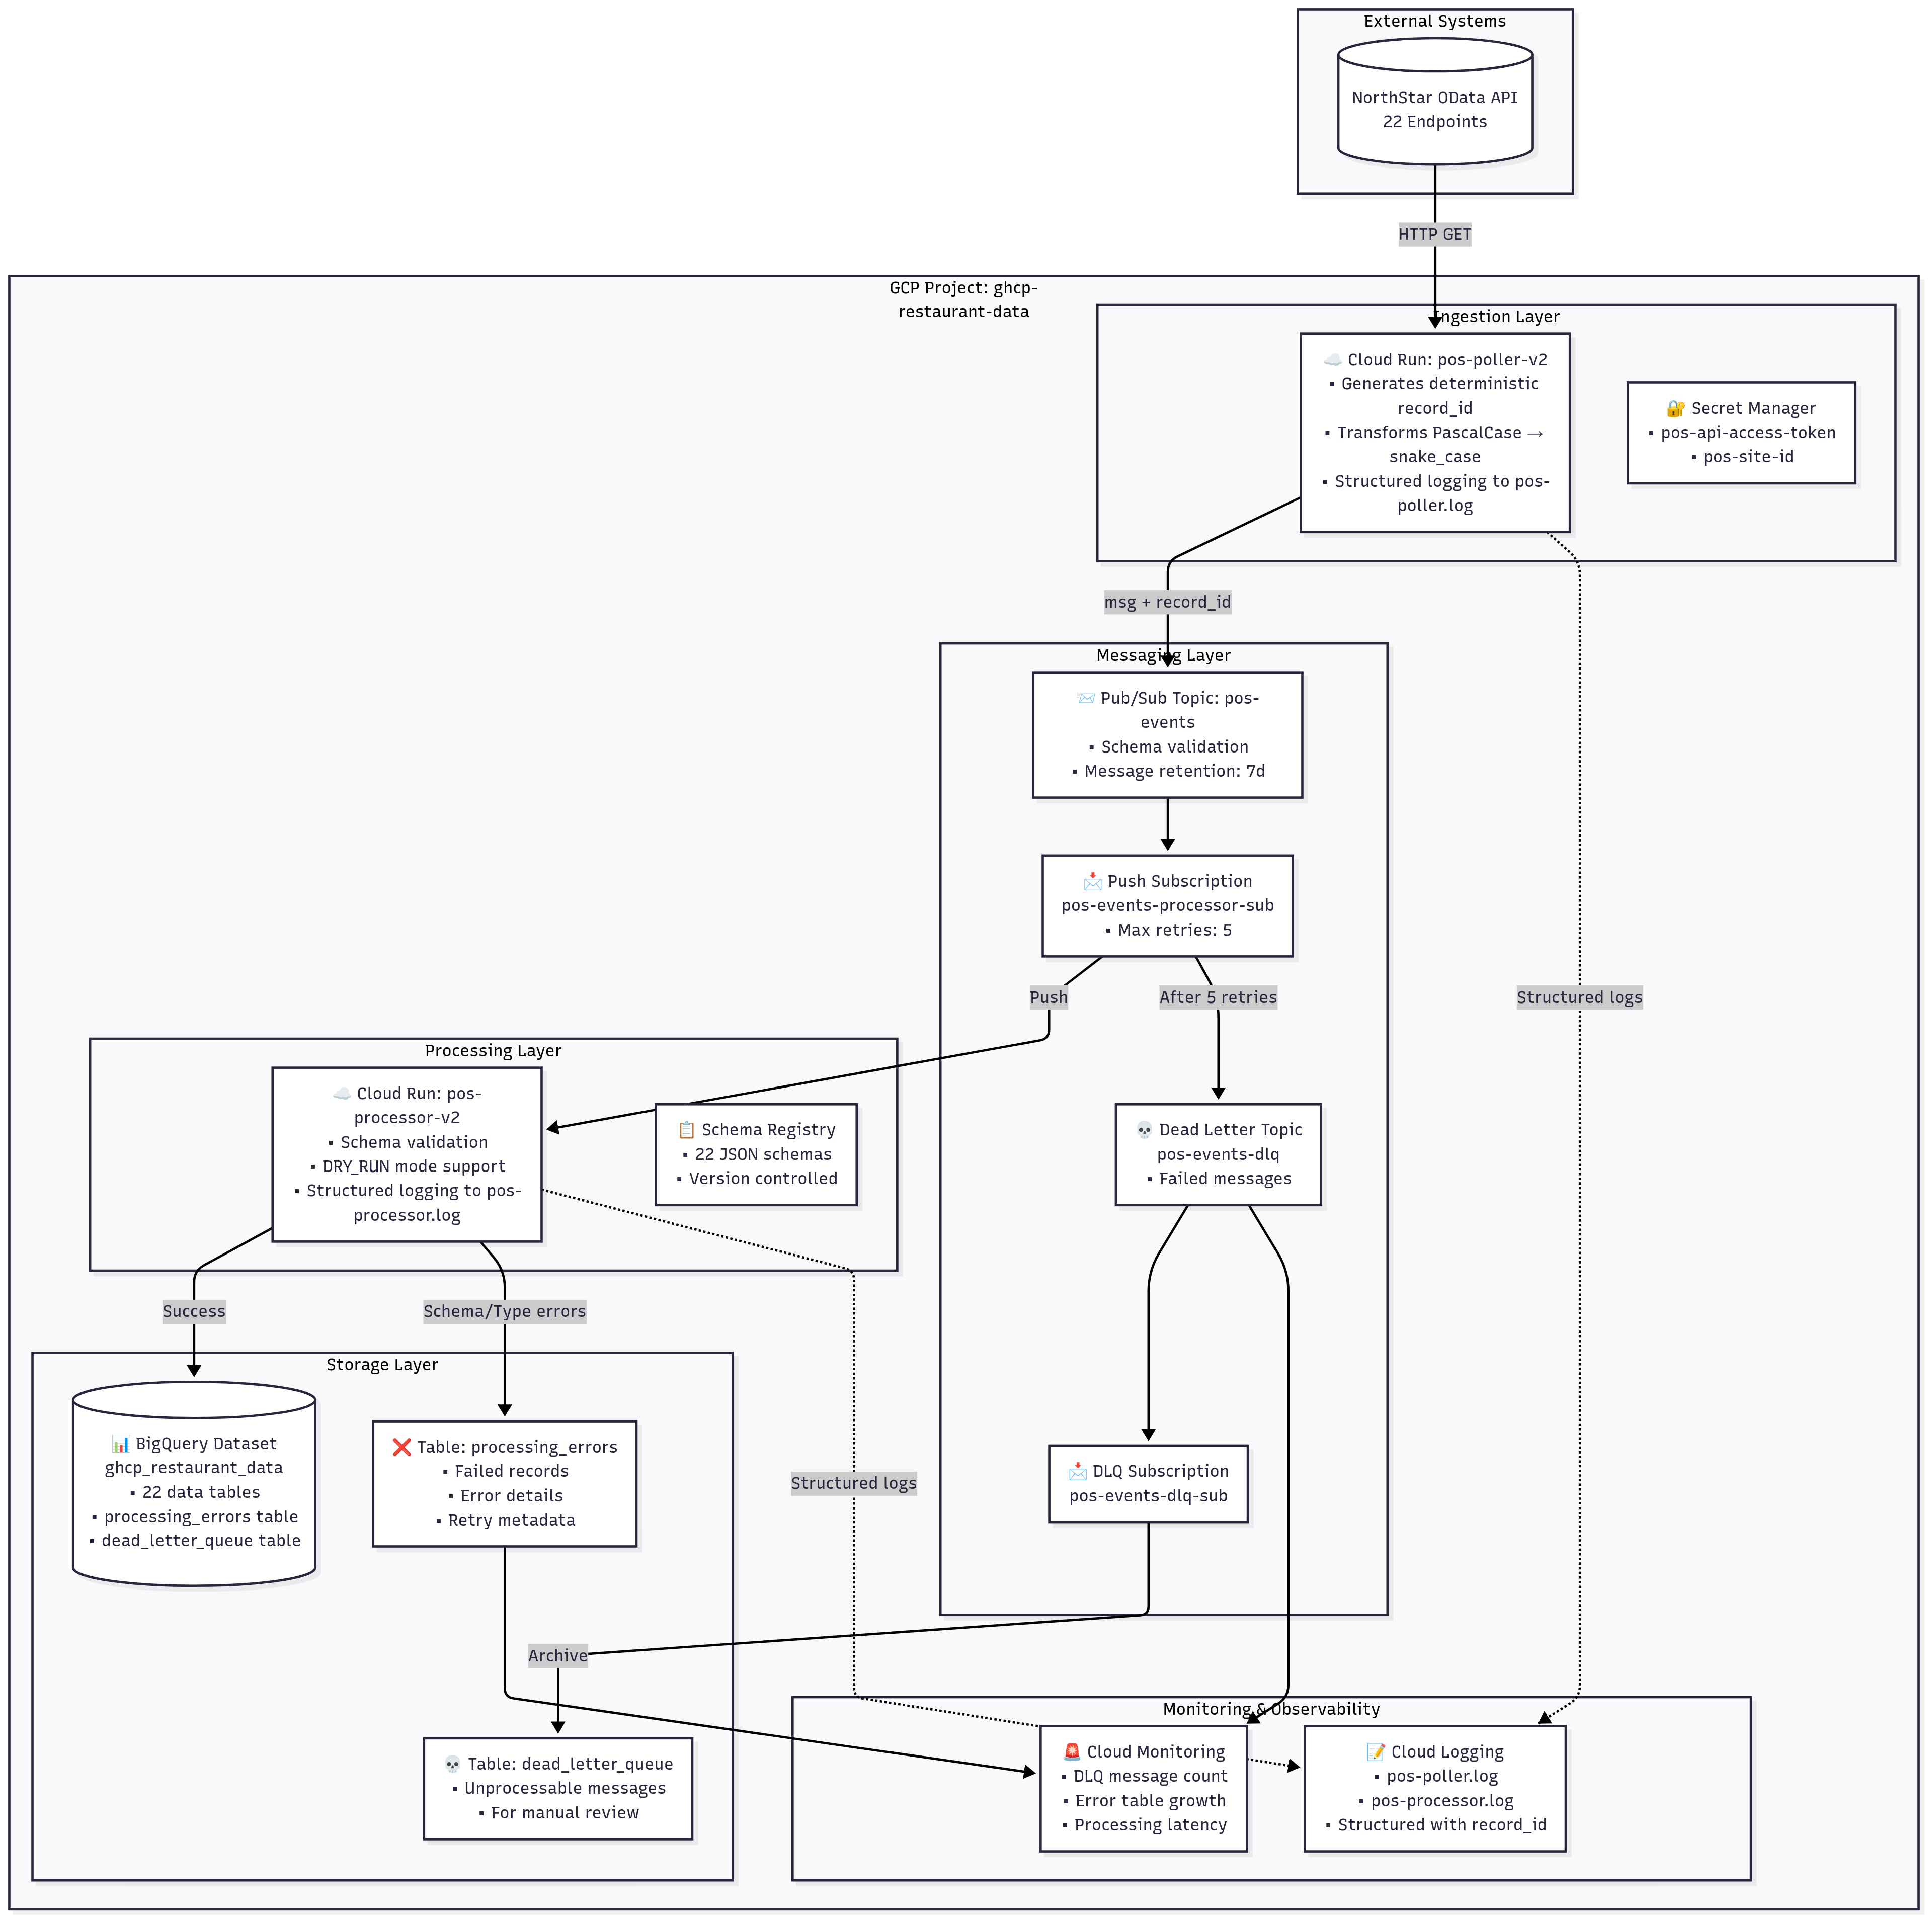 External Systems
NorthStar OData API
22 Endpoints
HTTP GET
GCP Project: ghcp-
restaurant-data
Ingestion Layer
☁️ Cloud Run: pos-poller-v2
▪ Generates deterministic
record_id
▪ Transforms PascalCase →
snake_case
▪ Structured logging to pos-
poller.log
🔐 Secret Manager
▪ pos-api-access-token
▪ pos-site-id
msg + record_id
Messaging Layer
📨 Pub/Sub Topic: pos-
events
▪ Schema validation
▪ Message retention: 7d
📩 Push Subscription
pos-events-processor-sub
▪ Max retries: 5
Push
After 5 retries
Structured logs
Processing Layer
☁️ Cloud Run: pos-
processor-v2
▪ Schema validation
▪ DRY_RUN mode support
▪ Structured logging to pos-
processor.log
📋 Schema Registry
▪ 22 JSON schemas
▪ Version controlled
💀 Dead Letter Topic
pos-events-dlq
▪ Failed messages
Success
Schema/Type errors
Storage Layer
📊 BigQuery Dataset
ghcp_restaurant_data
▪ 22 data tables
▪ processing_errors table
▪ dead_letter_queue table
❌ Table: processing_errors
▪ Failed records
▪ Error details
▪ Retry metadata
Structured logs
📩 DLQ Subscription
pos-events-dlq-sub
Archive
💀 Table: dead_letter_queue
▪ Unprocessable messages
▪ For manual review
Monitoring & Observability
🚨 Cloud Monitoring
▪ DLQ message count
▪ Error table growth
▪ Processing latency
📝 Cloud Logging
▪ pos-poller.log
▪ pos-processor.log
▪ Structured with record_id